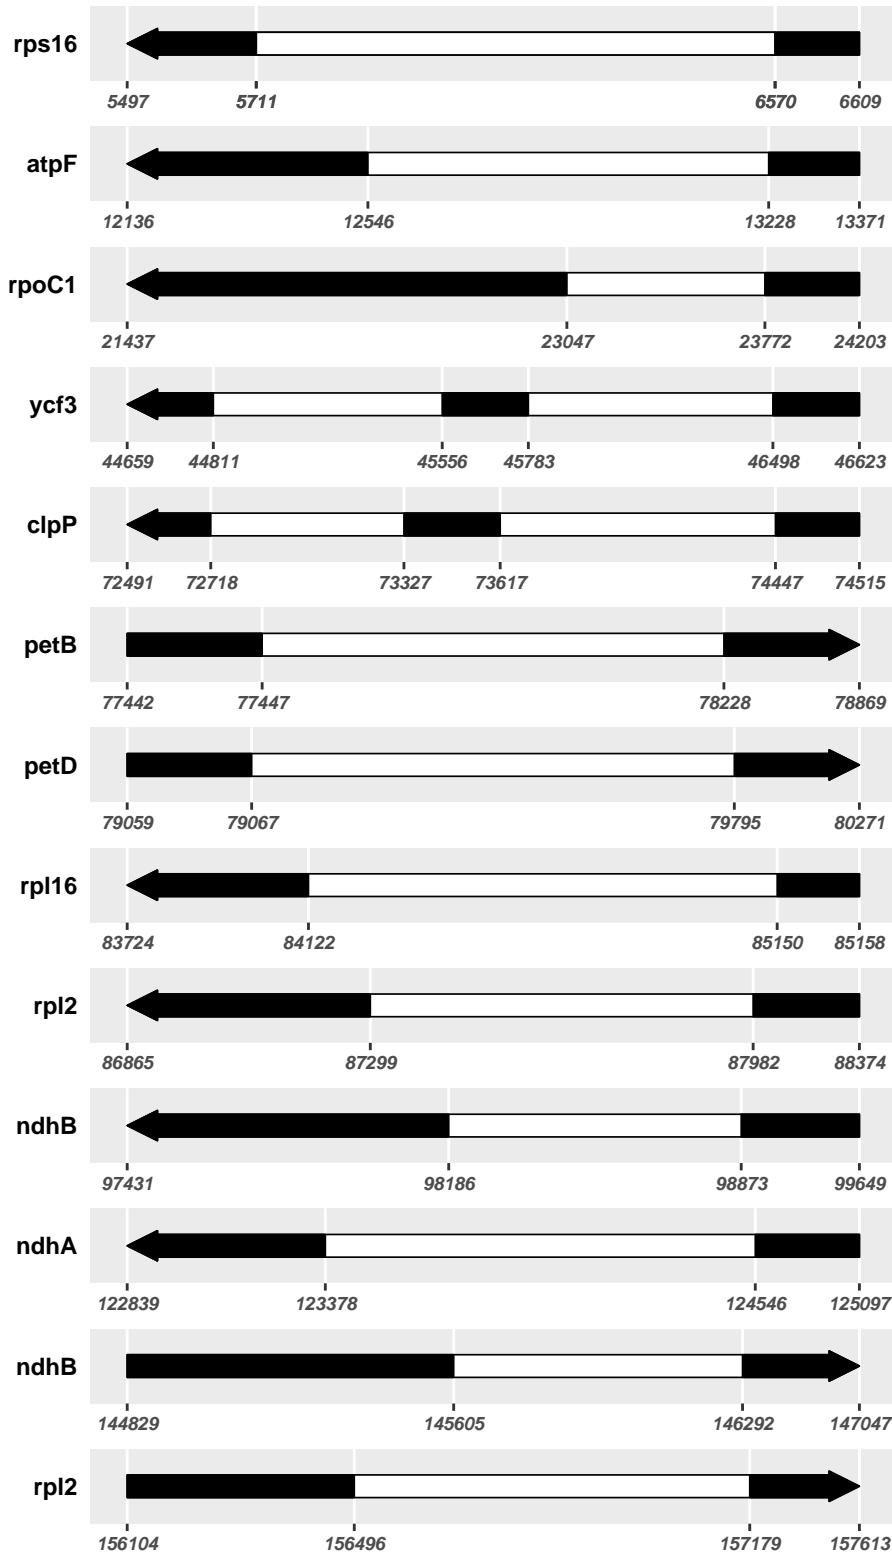 rps16
5497 5711 6570 6609
atpF
12136 12546 13228 13371
rpoC1
21437 23047 23772 24203
ycf3
44659 44811 45556 45783 46498 46623
clpP
72491 72718 73327 73617 74447 74515
petB
77442 77447 78228 78869
petD
79059 79067 79795 80271
rpl16
83724 84122 85150 85158
rpl2
86865 87299 87982 88374
ndhB
97431 98186 98873 99649
ndhA
122839 123378 124546 125097
ndhB
144829 145605 146292 147047
rpl2
156104 156496 157179 157613